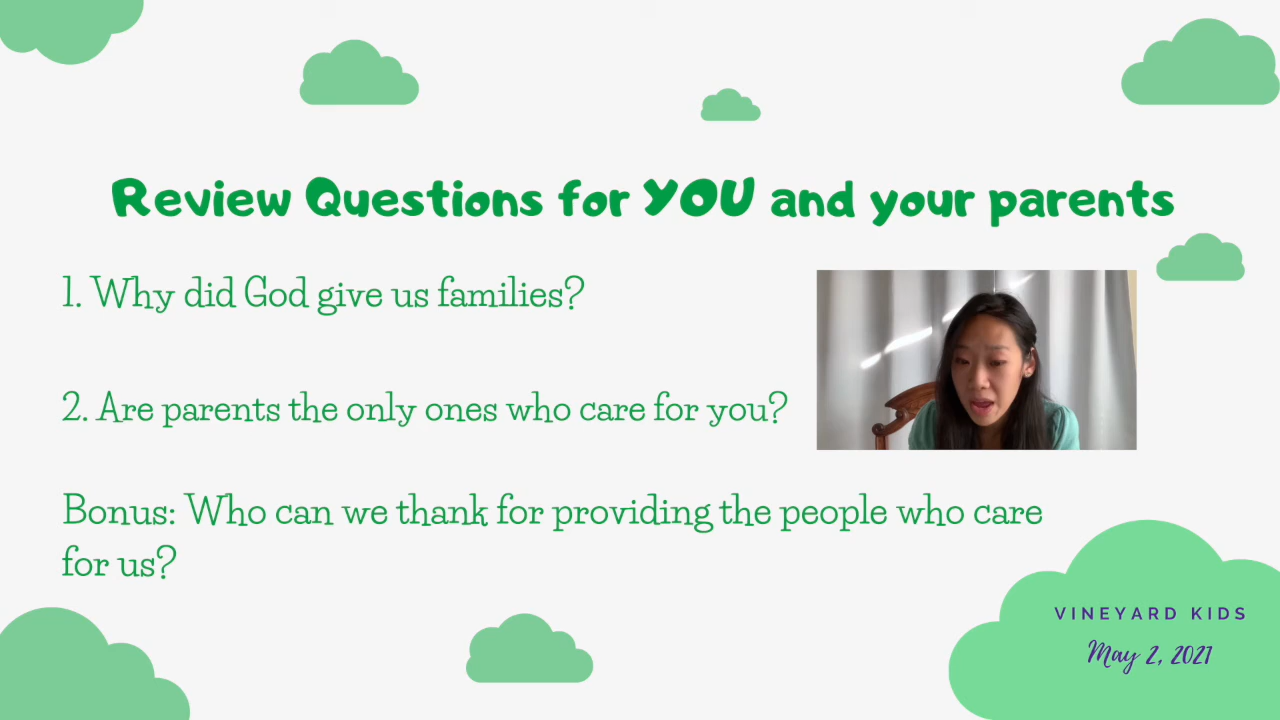 Review Questions for YOU and your parents
1. Why did God give us families?
2. Are parents the only ones who care for you?
Bonus: Who can we thank for providing the people who care
for us?
VINEYARD KIDS
May 2, 2021